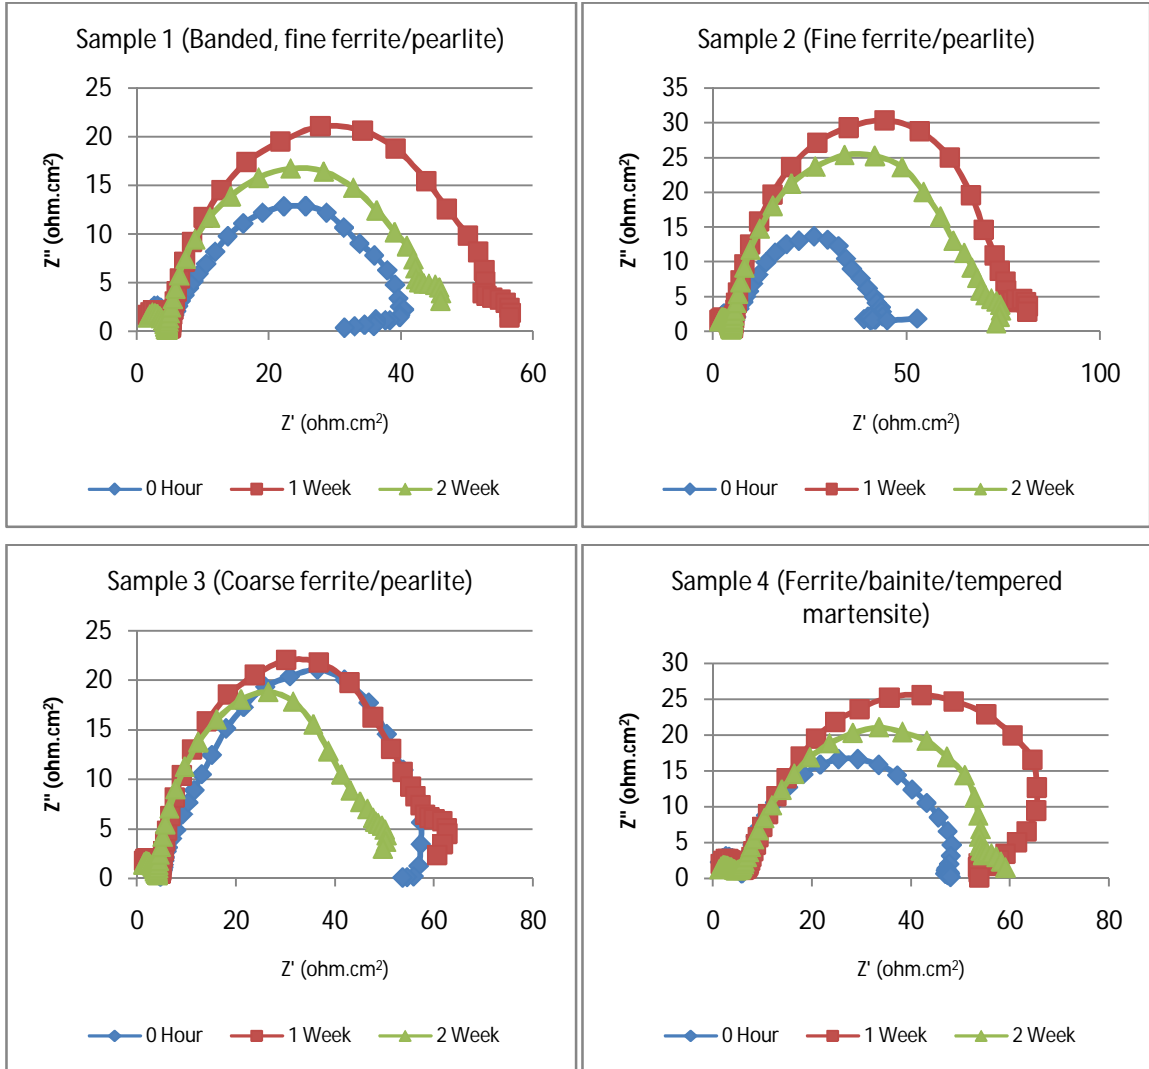 Sample 1 (Banded, fine ferrite/pearlite)
25
20
15
10
5
0
Z" (ohm.cm²)
0 20 40 60
Z' (ohm.cm²)
0 Hour 1 Week 2 Week
Sample 2 (Fine ferrite/pearlite)
35
30
25
20
15
10
5
0
Z" (ohm.cm²)
0 50 100
Z' (ohm.cm²)
0 Hour 1 Week 2 Week
Sample 3 (Coarse ferrite/pearlite)
25
20
15
10
5
0
Z" (ohm.cm²)
0 20 40 60 80
Z' (ohm.cm²)
0 Hour 1 Week 2 Week
Sample 4 (Ferrite/bainite/tempered
martensite)
30
25
20
15
10
5
0
Z" (ohm.cm²)
0 20 40 60 80
Z' (ohm.cm²)
0 Hour 1 Week 2 Week